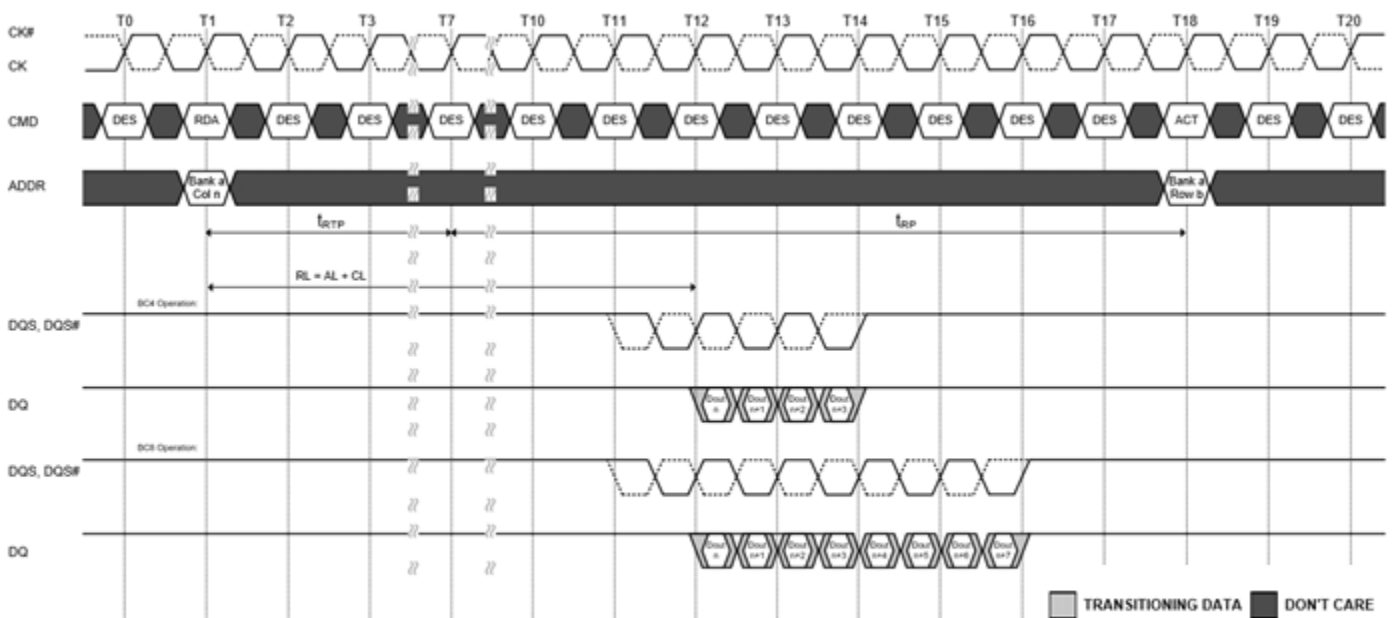 T0 T1 T2 T3 T7 T10 T11 T12 T13 T14 T15 T16 T17 T18 T19 T20
CK#
CK
CMD DES RDA DES DES DES DES DES DES DES DES DES DES DES ACT DES DES
ADDR Bank a Bank a
Col n Row b
tRTP tRP
RL = AL + CL
BC4 Operation:
DQS, DQS#
DQ Dout Dout Dout Dout
n n+1 n+2 n+3
BC8 Operation:
DQS, DQS#
DQ Dout Dout Dout Dout Dout Dout Dout Dout
n n+1 n+2 n+3 n+4 n+5 n+6 n+7
TRANSITIONING DATA DON'T CARE